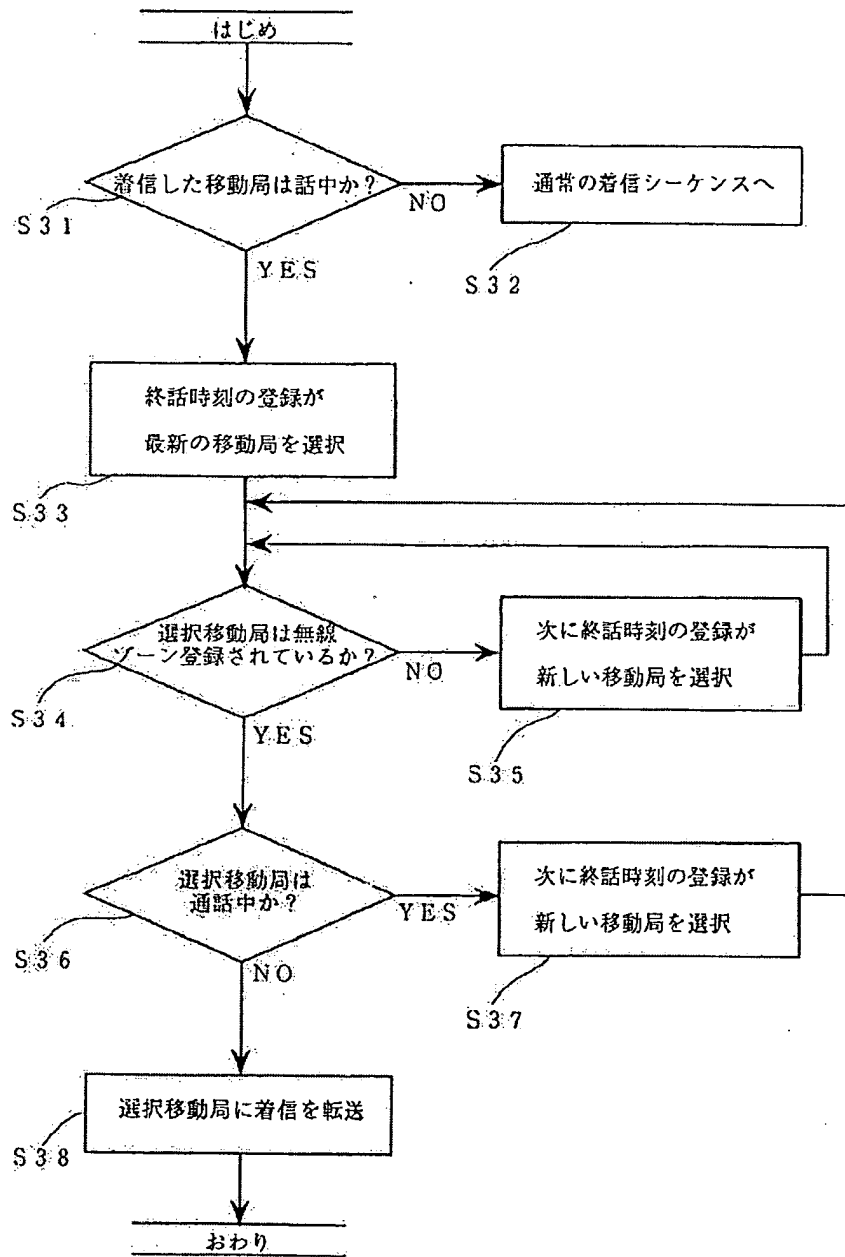 はじめ
着信した移動局は話中か？
S31
NO
YES
通常の着信シーケンスへ
S32
終話時刻の登録が
最新の移動局を選択
S33
選択移動局は無線
ゾーン登録されているか？
S34
NO
YES
次に終話時刻の登録が
新しい移動局を選択
S35
選択移動局は
通話中か？
S36
YES
NO
次に終話時刻の登録が
新しい移動局を選択
S37
選択移動局に着信を転送
S38
おわり